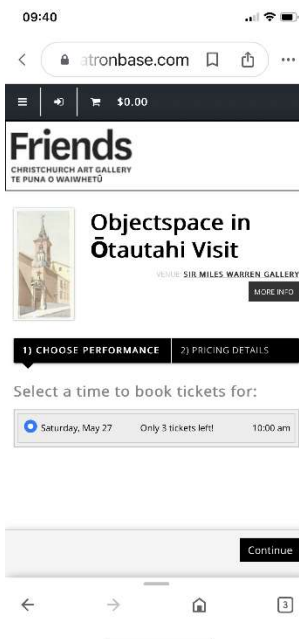 09:40
atronbase.com
$0.00
Friends
CHRISTCHURCH ART GALLERY
TE PUNA O WAIWHETŪ
Objectspace in
Ōtautahi Visit
VENUE SIR MILES WARREN GALLERY
MORE INFO
1) CHOOSE PERFORMANCE 2) PRICING DETAILS
Select a time to book tickets for:
Saturday, May 27 Only 3 tickets left! 10:00 am
Continue
3